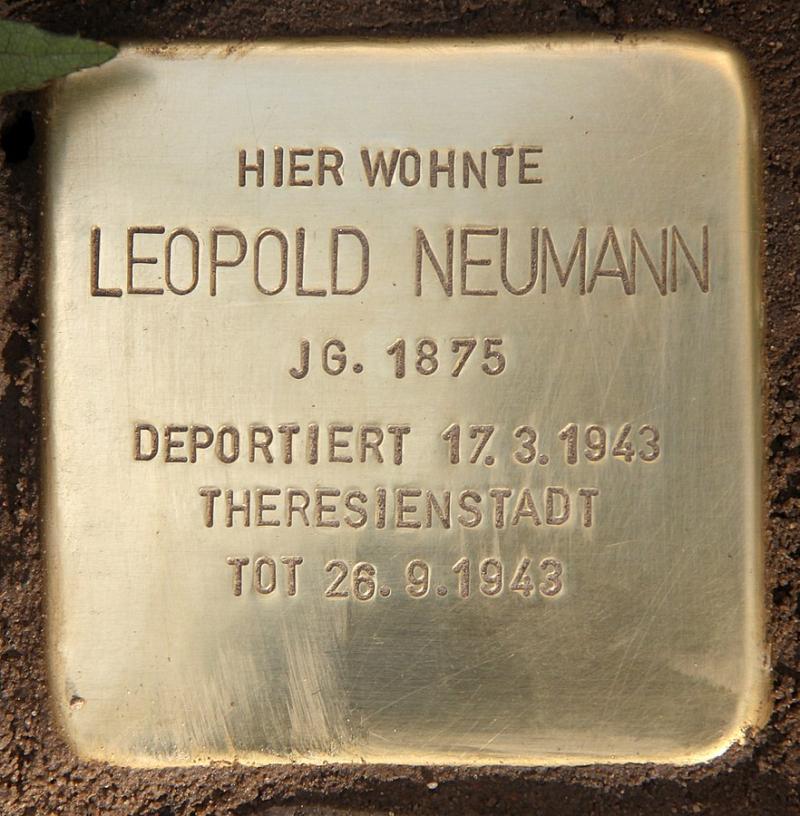 HIER WOHNTE
LEOPOLD NEUMANN
JG. 1875
DEPORTIERT 17. 3. 1943
THERESIENSTADT
TOT 26. 9. 1943